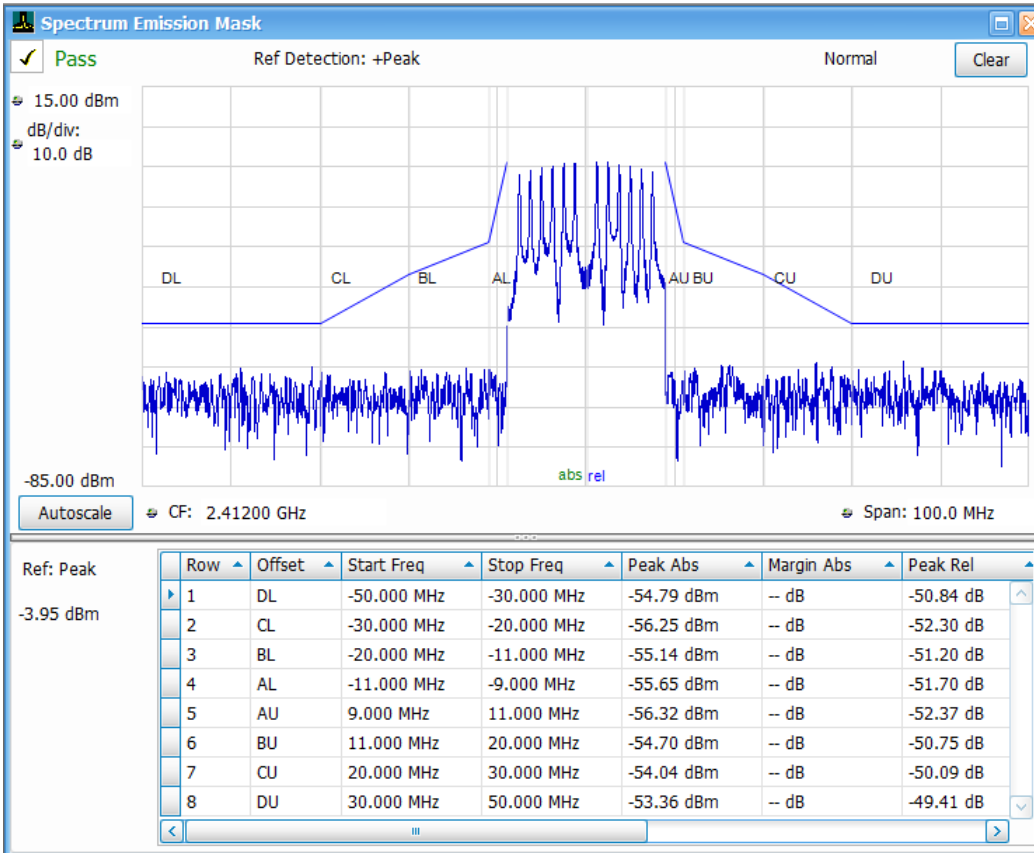 Spectrum Emission Mask
Pass Ref Detection: +Peak Normal Clear
15.00 dBm
dB/div:
10.0 dB
DL CL BL AL AU BU CU DU
abs rel
-85.00 dBm
Autoscale CF: 2.41200 GHz Span: 100.0 MHz
Ref: Peak
-3.95 dBm
Row Offset Start Freq Stop Freq Peak Abs Margin Abs Peak Rel
1 DL -50.000 MHz -30.000 MHz -54.79 dBm -- dB -50.84 dB
2 CL -30.000 MHz -20.000 MHz -56.25 dBm -- dB -52.30 dB
3 BL -20.000 MHz -11.000 MHz -55.14 dBm -- dB -51.20 dB
4 AL -11.000 MHz -9.000 MHz -55.65 dBm -- dB -51.70 dB
5 AU 9.000 MHz 11.000 MHz -56.32 dBm -- dB -52.37 dB
6 BU 11.000 MHz 20.000 MHz -54.70 dBm -- dB -50.75 dB
7 CU 20.000 MHz 30.000 MHz -54.04 dBm -- dB -50.09 dB
8 DU 30.000 MHz 50.000 MHz -53.36 dBm -- dB -49.41 dB